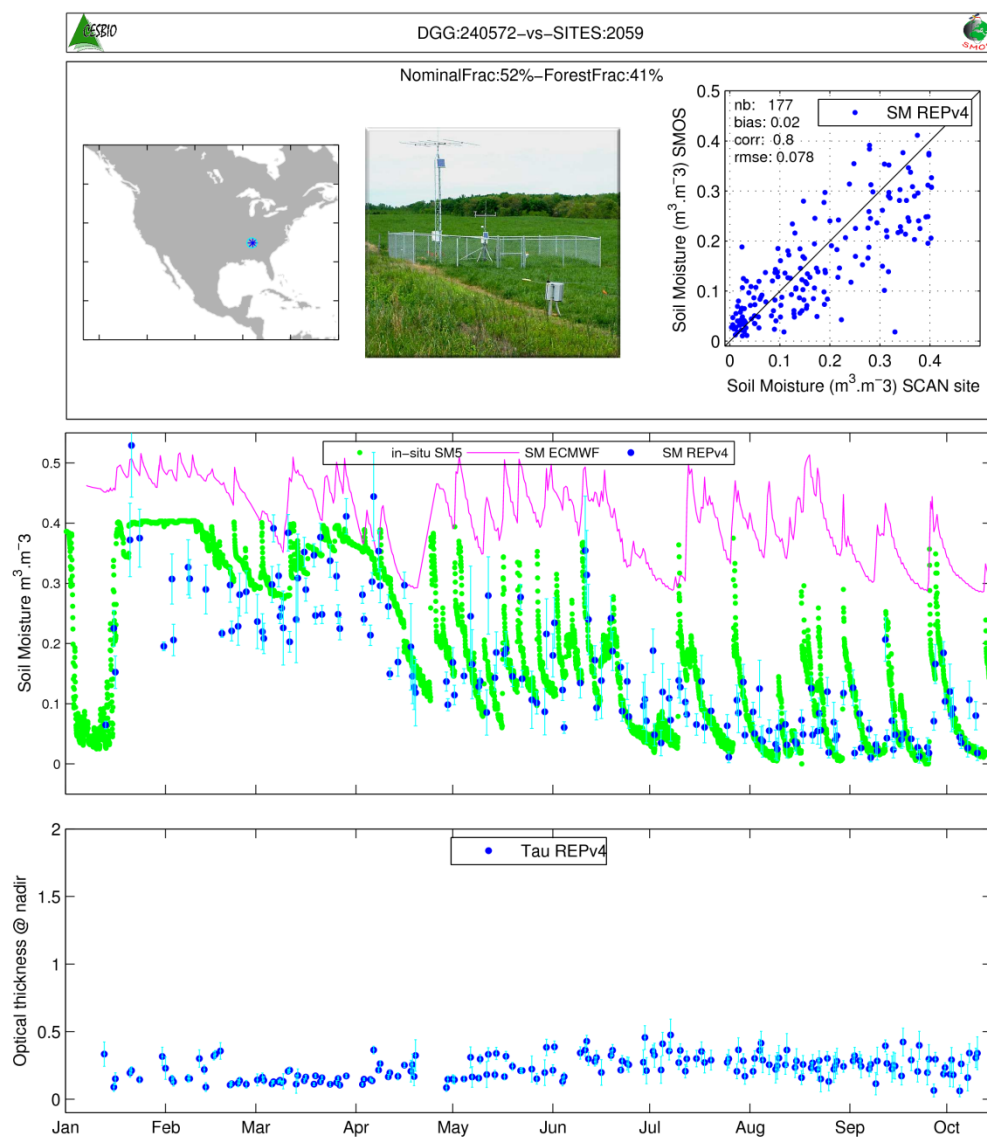 CESBIO
DGG:240572-vs-SITES:2059
SMOS
NominalFrac:52%-ForestFrac:41%
nb: 177
bias: 0.02
corr: 0.8
rmse: 0.078
SM REPv4
Soil Moisture (m³.m−3) SMOS
0.5
0.4
0.3
0.2
0.1
0
0 0.1 0.2 0.3 0.4
Soil Moisture (m³.m−3) SCAN site
in-situ SM5 SM ECMWF SM REPv4
Soil Moisture m³.m−3
0.5
0.4
0.3
0.2
0.1
0
Tau REPv4
Optical thickness @ nadir
2
1.5
1
0.5
0
Jan Feb Mar Apr May Jun Jul Aug Sep Oct